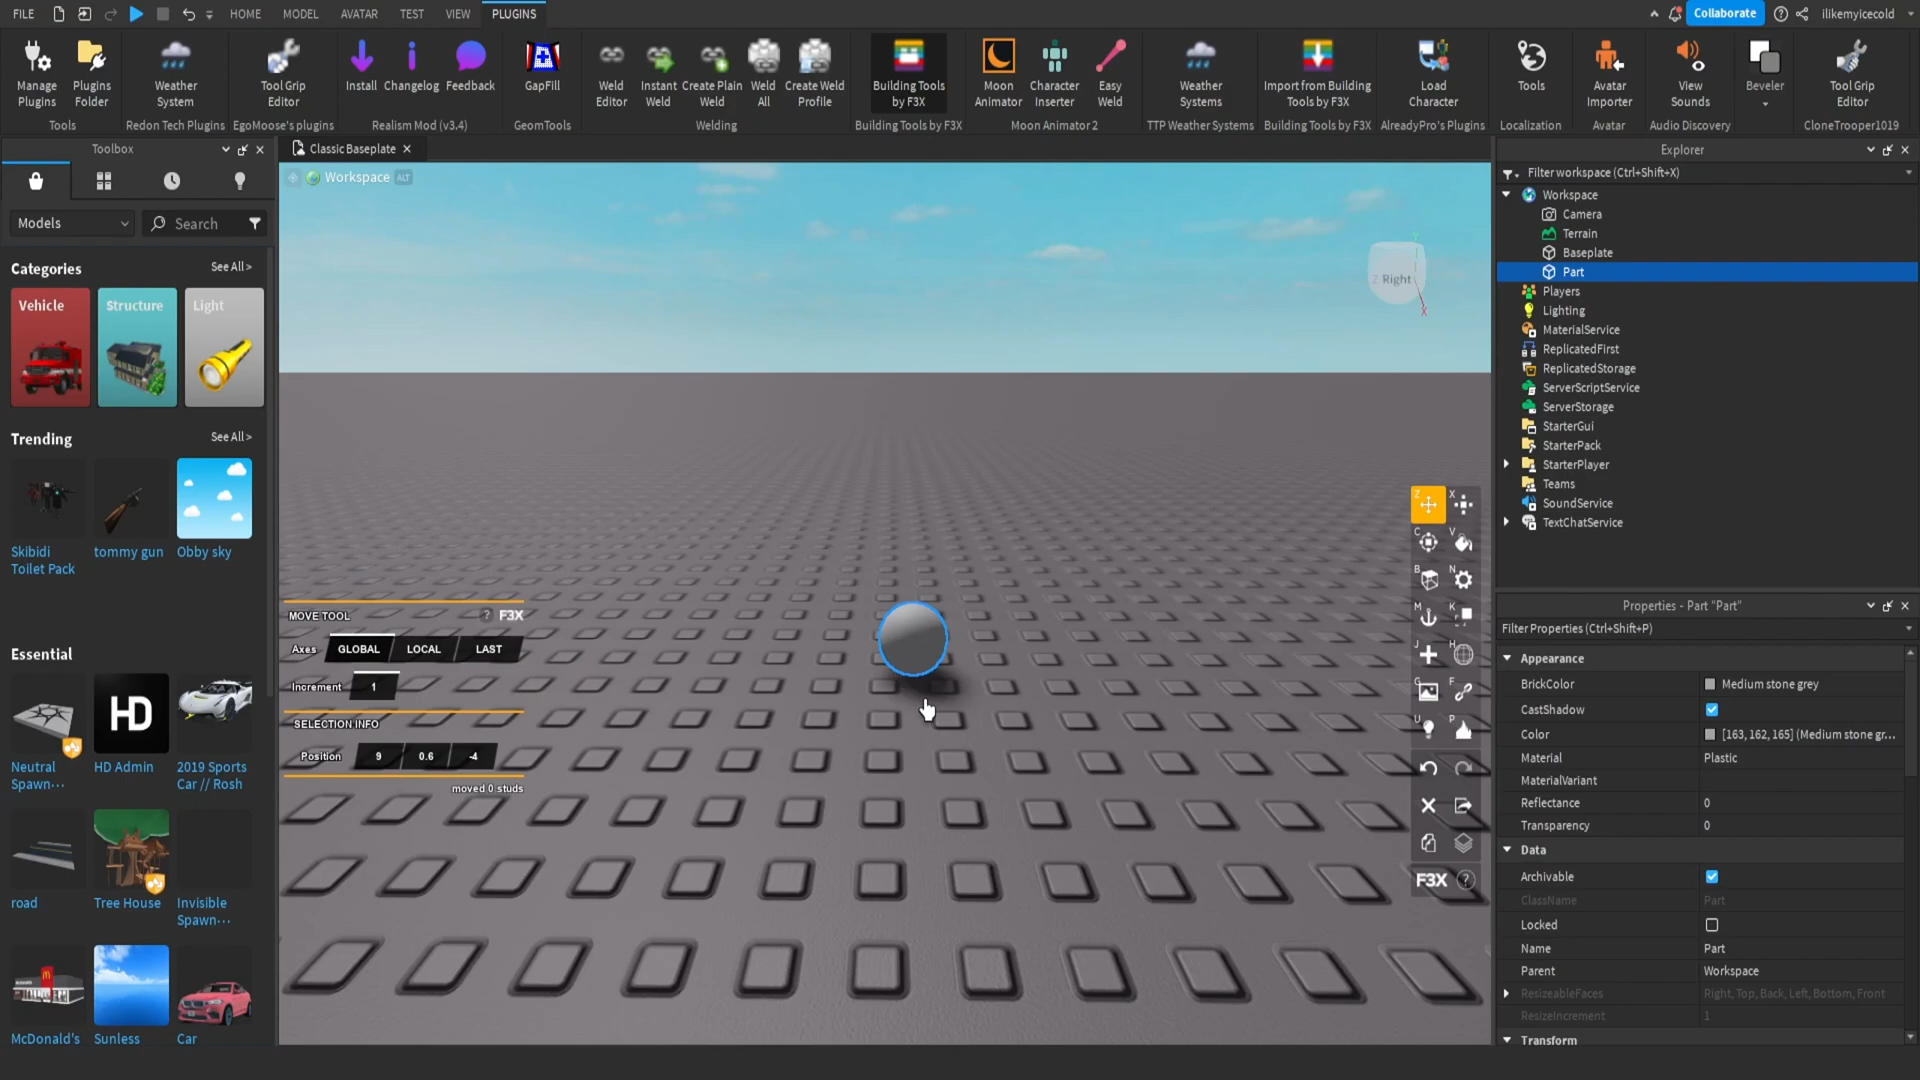 FILE HOME MODEL AVATAR TEST VIEW PLUGINS Collaborate ilikemyicecold
Manage Plugins
Plugins Folder
Tools
Weather System
Redon Tech Plugins
Tool Grip Editor
EgoMoose's plugins
Install
Changelog
Feedback
Realism Mod (v3.4)
GapFill
GeomTools
Weld Editor
Instant Weld
Create Plain Weld
Weld All
Create Weld Profile
Welding
Building Tools by F3X
Building Tools by F3X
Moon Animator
Character Inserter
Easy Weld
Moon Animator 2
Weather Systems
TTP Weather Systems
Import from Building Tools by F3X
Building Tools by F3X
Load Character
AlreadyPro's Plugins
Tools
Localization
Avatar Importer
Avatar
View Sounds
Audio Discovery
Beveler
Tool Grip Editor
CloneTrooper1019
Toolbox
Models
Search
Categories See All >
Vehicle Structure Light
Trending See All >
Skibidi Toilet Pack
tommy gun
Obby sky
Essential
HD
Neutral Spawn...
HD Admin
2019 Sports Car // Rosh
road
Tree House
Invisible Spawn...
McDonald's
Sunless
Car
Classic Baseplate
Workspace ALT
Z Right
Y
X
MOVE TOOL ? F3X
Axes GLOBAL LOCAL LAST
Increment 1
SELECTION INFO
Position 9 0.6 -4
moved 0 studs
Z X
C V
B N
M K
J H
G F
U P
F3X ?
Explorer
Filter workspace (Ctrl+Shift+X)
Workspace
Camera
Terrain
Baseplate
Part
Players
Lighting
MaterialService
ReplicatedFirst
ReplicatedStorage
ServerScriptService
ServerStorage
StarterGui
StarterPack
StarterPlayer
Teams
SoundService
TextChatService
Properties - Part "Part"
Filter Properties (Ctrl+Shift+P)
Appearance
BrickColor Medium stone grey
CastShadow
Color [163, 162, 165] (Medium stone gr...
Material Plastic
MaterialVariant
Reflectance 0
Transparency 0
Data
Archivable
ClassName Part
Locked
Name Part
Parent Workspace
ResizeableFaces Right, Top, Back, Left, Bottom, Front
ResizeIncrement 1
Transform